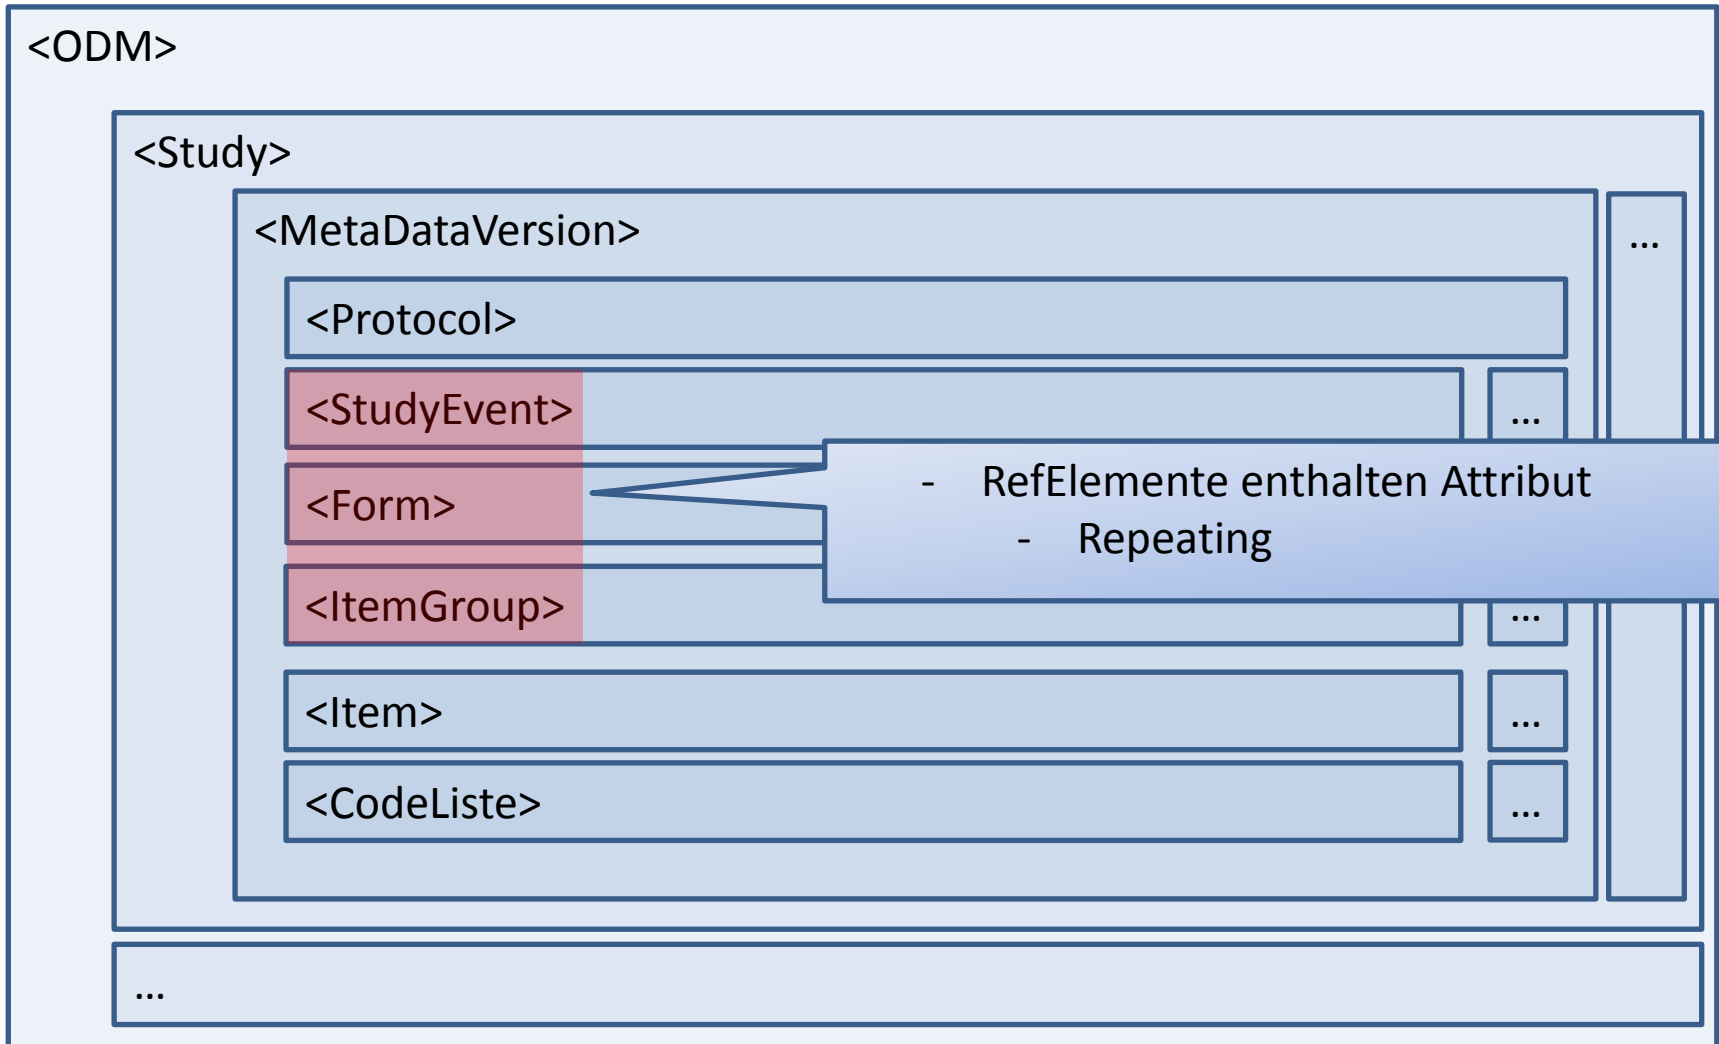 <ODM>
<Study>
<MetaDataVersion>
...
<Protocol>
<StudyEvent>
...
- RefElemente enthalten Attribut
- Repeating
<Form>
<ItemGroup>
...
<Item>
...
<CodeListe>
...
...